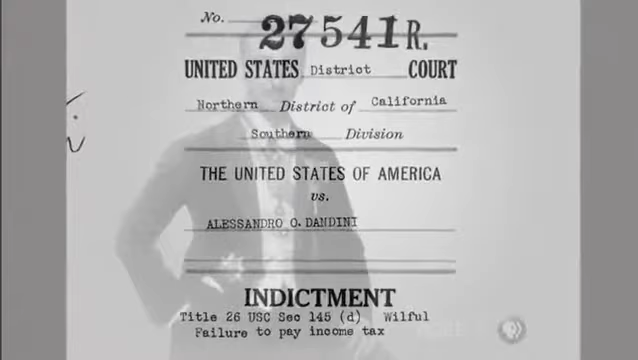 No. 27541R.
UNITED STATES District COURT
Northern District of California
Southern Division
THE UNITED STATES OF AMERICA
vs.
ALESSANDRO O. DANDINI
INDICTMENT
Title 26 USC Sec 145 (d) Wilful
Failure to pay income tax